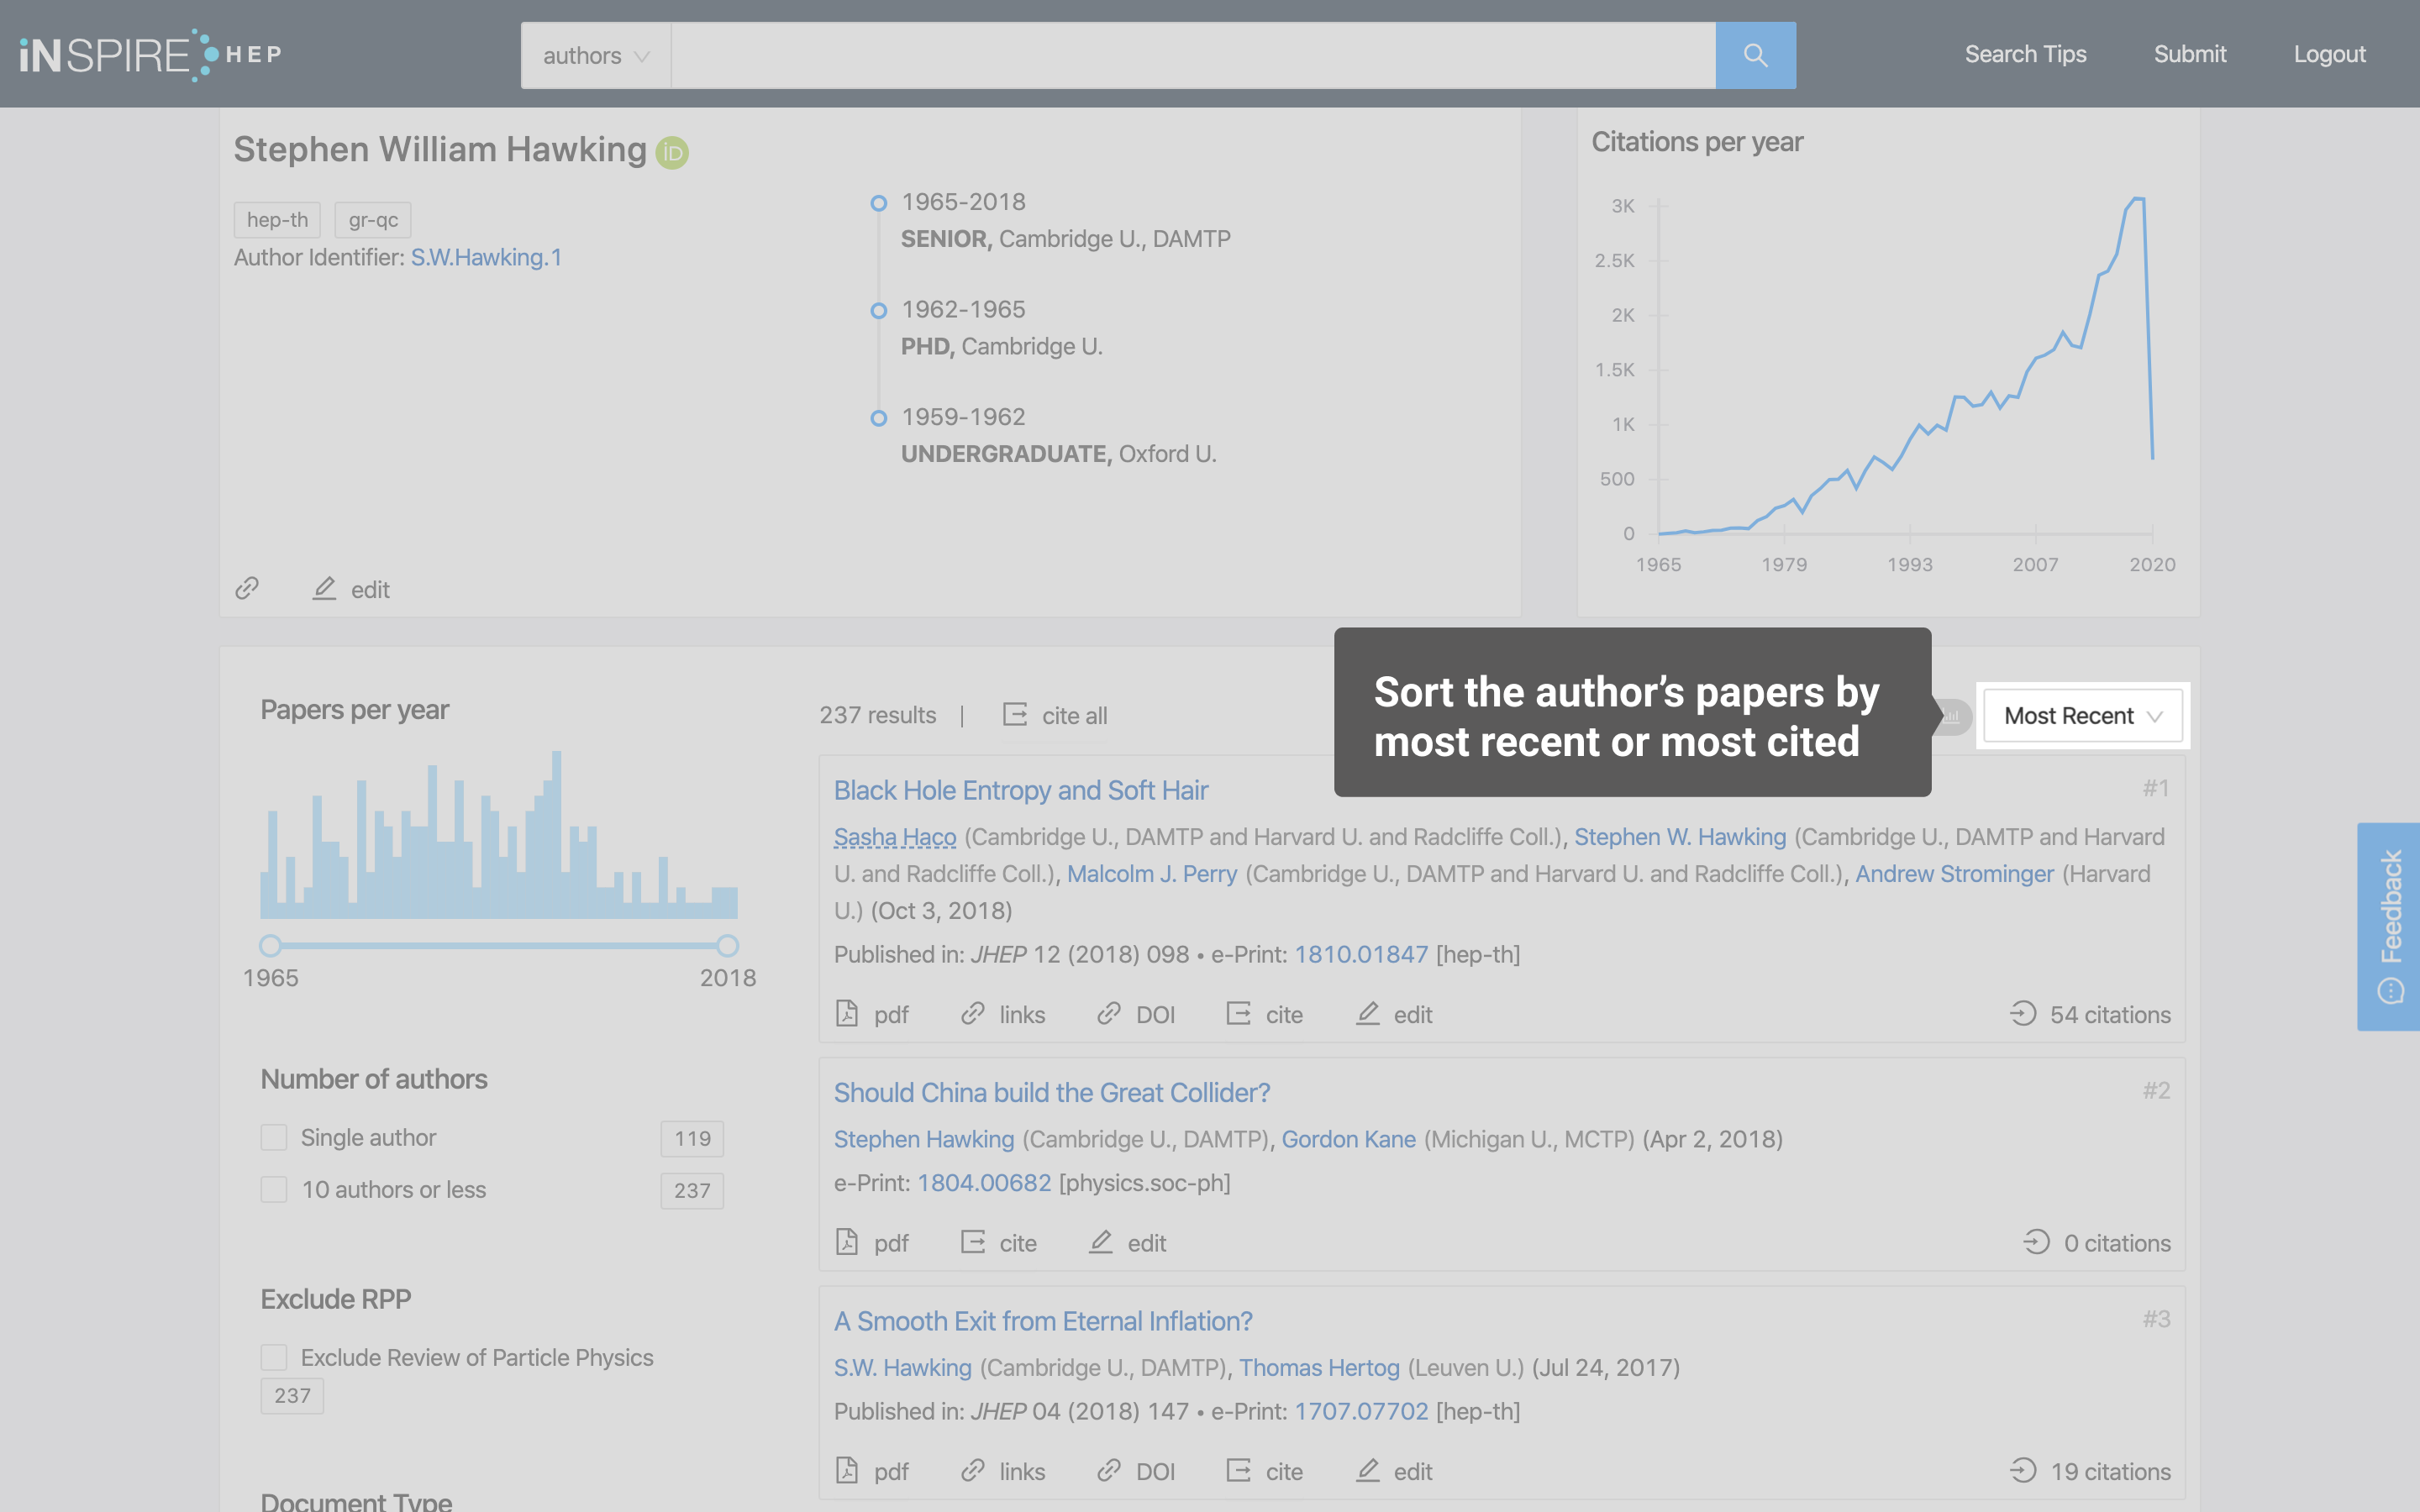 iNSPIRE HEP
authors
Search Tips
Submit
Logout
Stephen William Hawking iD
hep-th
gr-qc
Author Identifier: S.W.Hawking.1
1965-2018
SENIOR, Cambridge U., DAMTP
1962-1965
PHD, Cambridge U.
1959-1962
UNDERGRADUATE, Oxford U.
edit
Citations per year
3K
2.5K
2K
1.5K
1K
500
0
1965
1979
1993
2007
2020
Papers per year
1965
2018
Number of authors
Single author
119
10 authors or less
237
Exclude RPP
Exclude Review of Particle Physics
237
Document Type
237 results | cite all
Sort the author’s papers by
most recent or most cited
Most Recent
Black Hole Entropy and Soft Hair
#1
Sasha Haco (Cambridge U., DAMTP and Harvard U. and Radcliffe Coll.), Stephen W. Hawking (Cambridge U., DAMTP and Harvard
U. and Radcliffe Coll.), Malcolm J. Perry (Cambridge U., DAMTP and Harvard U. and Radcliffe Coll.), Andrew Strominger (Harvard
U.) (Oct 3, 2018)
Published in: JHEP 12 (2018) 098 • e-Print: 1810.01847 [hep-th]
pdf
links
DOI
cite
edit
54 citations
Should China build the Great Collider?
#2
Stephen Hawking (Cambridge U., DAMTP), Gordon Kane (Michigan U., MCTP) (Apr 2, 2018)
e-Print: 1804.00682 [physics.soc-ph]
pdf
cite
edit
0 citations
A Smooth Exit from Eternal Inflation?
#3
S.W. Hawking (Cambridge U., DAMTP), Thomas Hertog (Leuven U.) (Jul 24, 2017)
Published in: JHEP 04 (2018) 147 • e-Print: 1707.07702 [hep-th]
pdf
links
DOI
cite
edit
19 citations
Feedback